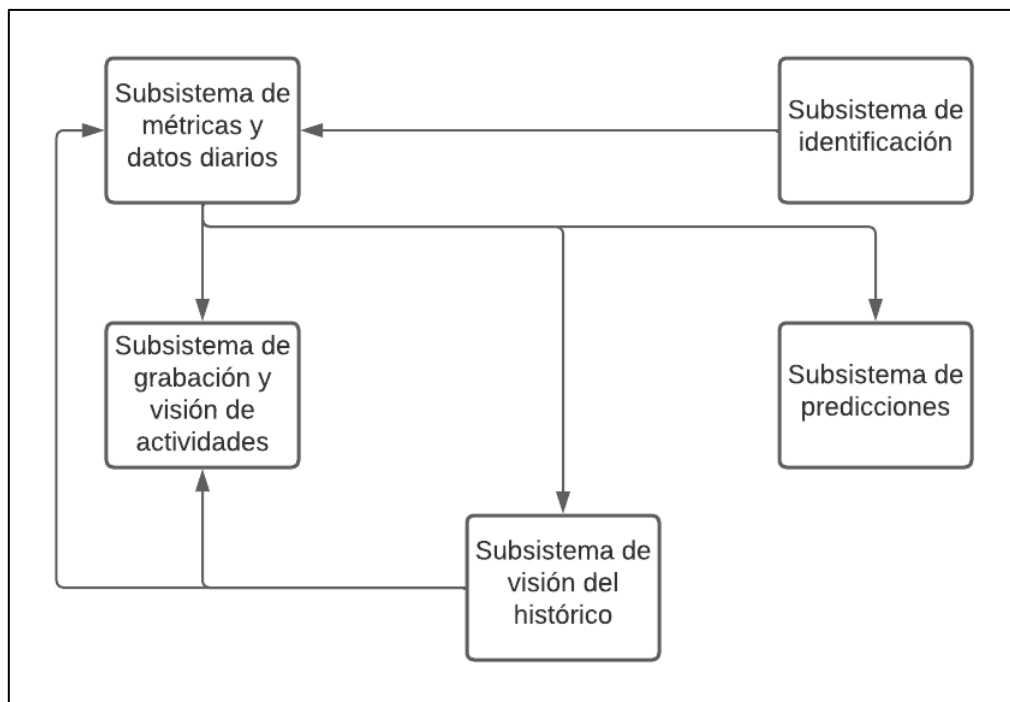 Subsistema de
métricas y
datos diarios
Subsistema de
identificación
Subsistema de
grabación y
visión de
actividades
Subsistema de
predicciones
Subsistema de
visión del
histórico